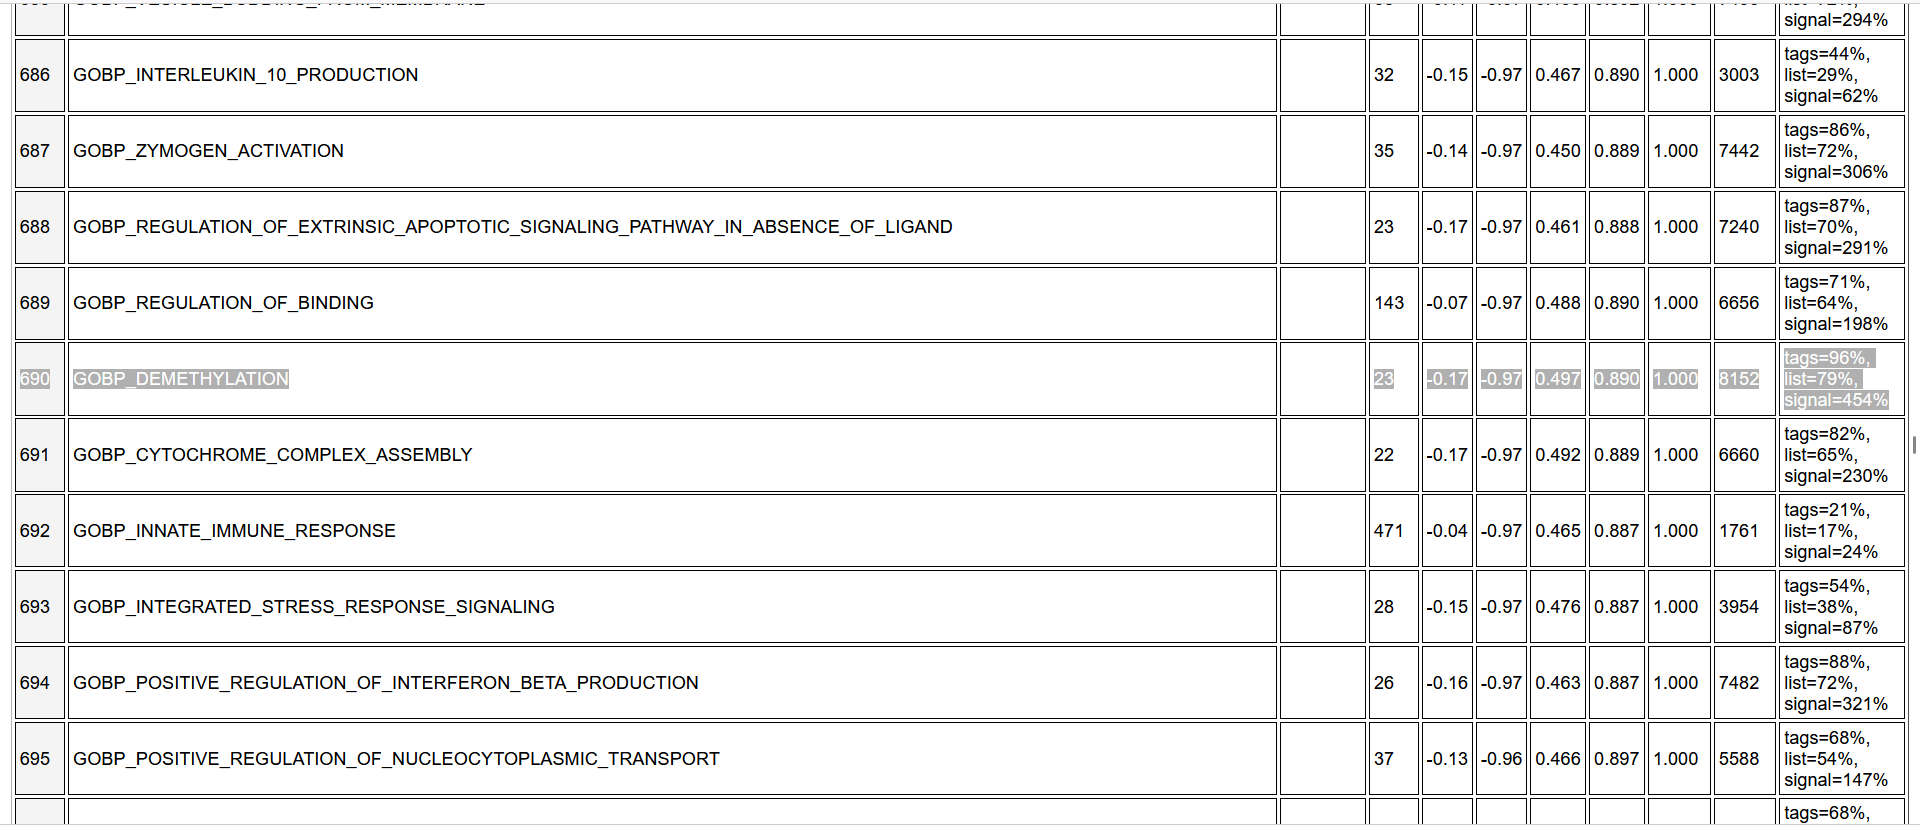 signal=294%
686 GOBP_INTERLEUKIN_10_PRODUCTION 32 -0.15 -0.97 0.467 0.890 1.000 3003 tags=44%,
list=29%,
signal=62%
687 GOBP_ZYMOGEN_ACTIVATION 35 -0.14 -0.97 0.450 0.889 1.000 7442 tags=86%,
list=72%,
signal=306%
688 GOBP_REGULATION_OF_EXTRINSIC_APOPTOTIC_SIGNALING_PATHWAY_IN_ABSENCE_OF_LIGAND 23 -0.17 -0.97 0.461 0.888 1.000 7240 tags=87%,
list=70%,
signal=291%
689 GOBP_REGULATION_OF_BINDING 143 -0.07 -0.97 0.488 0.890 1.000 6656 tags=71%,
list=64%,
signal=198%
690 GOBP_DEMETHYLATION 23 -0.17 -0.97 0.497 0.890 1.000 8152 tags=96%,
list=79%,
signal=454%
691 GOBP_CYTOCHROME_COMPLEX_ASSEMBLY 22 -0.17 -0.97 0.492 0.889 1.000 6660 tags=82%,
list=65%,
signal=230%
692 GOBP_INNATE_IMMUNE_RESPONSE 471 -0.04 -0.97 0.465 0.887 1.000 1761 tags=21%,
list=17%,
signal=24%
693 GOBP_INTEGRATED_STRESS_RESPONSE_SIGNALING 28 -0.15 -0.97 0.476 0.887 1.000 3954 tags=54%,
list=38%,
signal=87%
694 GOBP_POSITIVE_REGULATION_OF_INTERFERON_BETA_PRODUCTION 26 -0.16 -0.97 0.463 0.887 1.000 7482 tags=88%,
list=72%,
signal=321%
695 GOBP_POSITIVE_REGULATION_OF_NUCLEOCYTOPLASMIC_TRANSPORT 37 -0.13 -0.96 0.466 0.897 1.000 5588 tags=68%,
list=54%,
signal=147%
tags=68%,